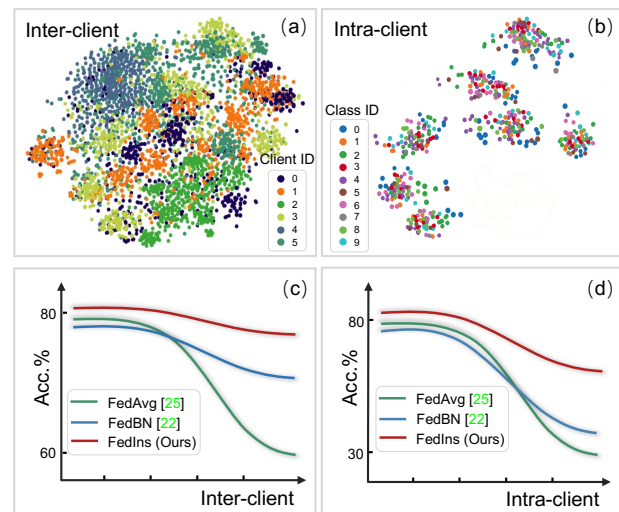 Inter-client
(a)
Client ID
0
1
2
3
4
5
Intra-client
(b)
Class ID
0
1
2
3
4
5
6
7
8
9
(c)
80
Acc.%
FedAvg [25]
FedBN [22]
FedIns (Ours)
60
Inter-client
(d)
80
Acc.%
FedAvg [25]
FedBN [22]
FedIns (Ours)
30
Intra-client